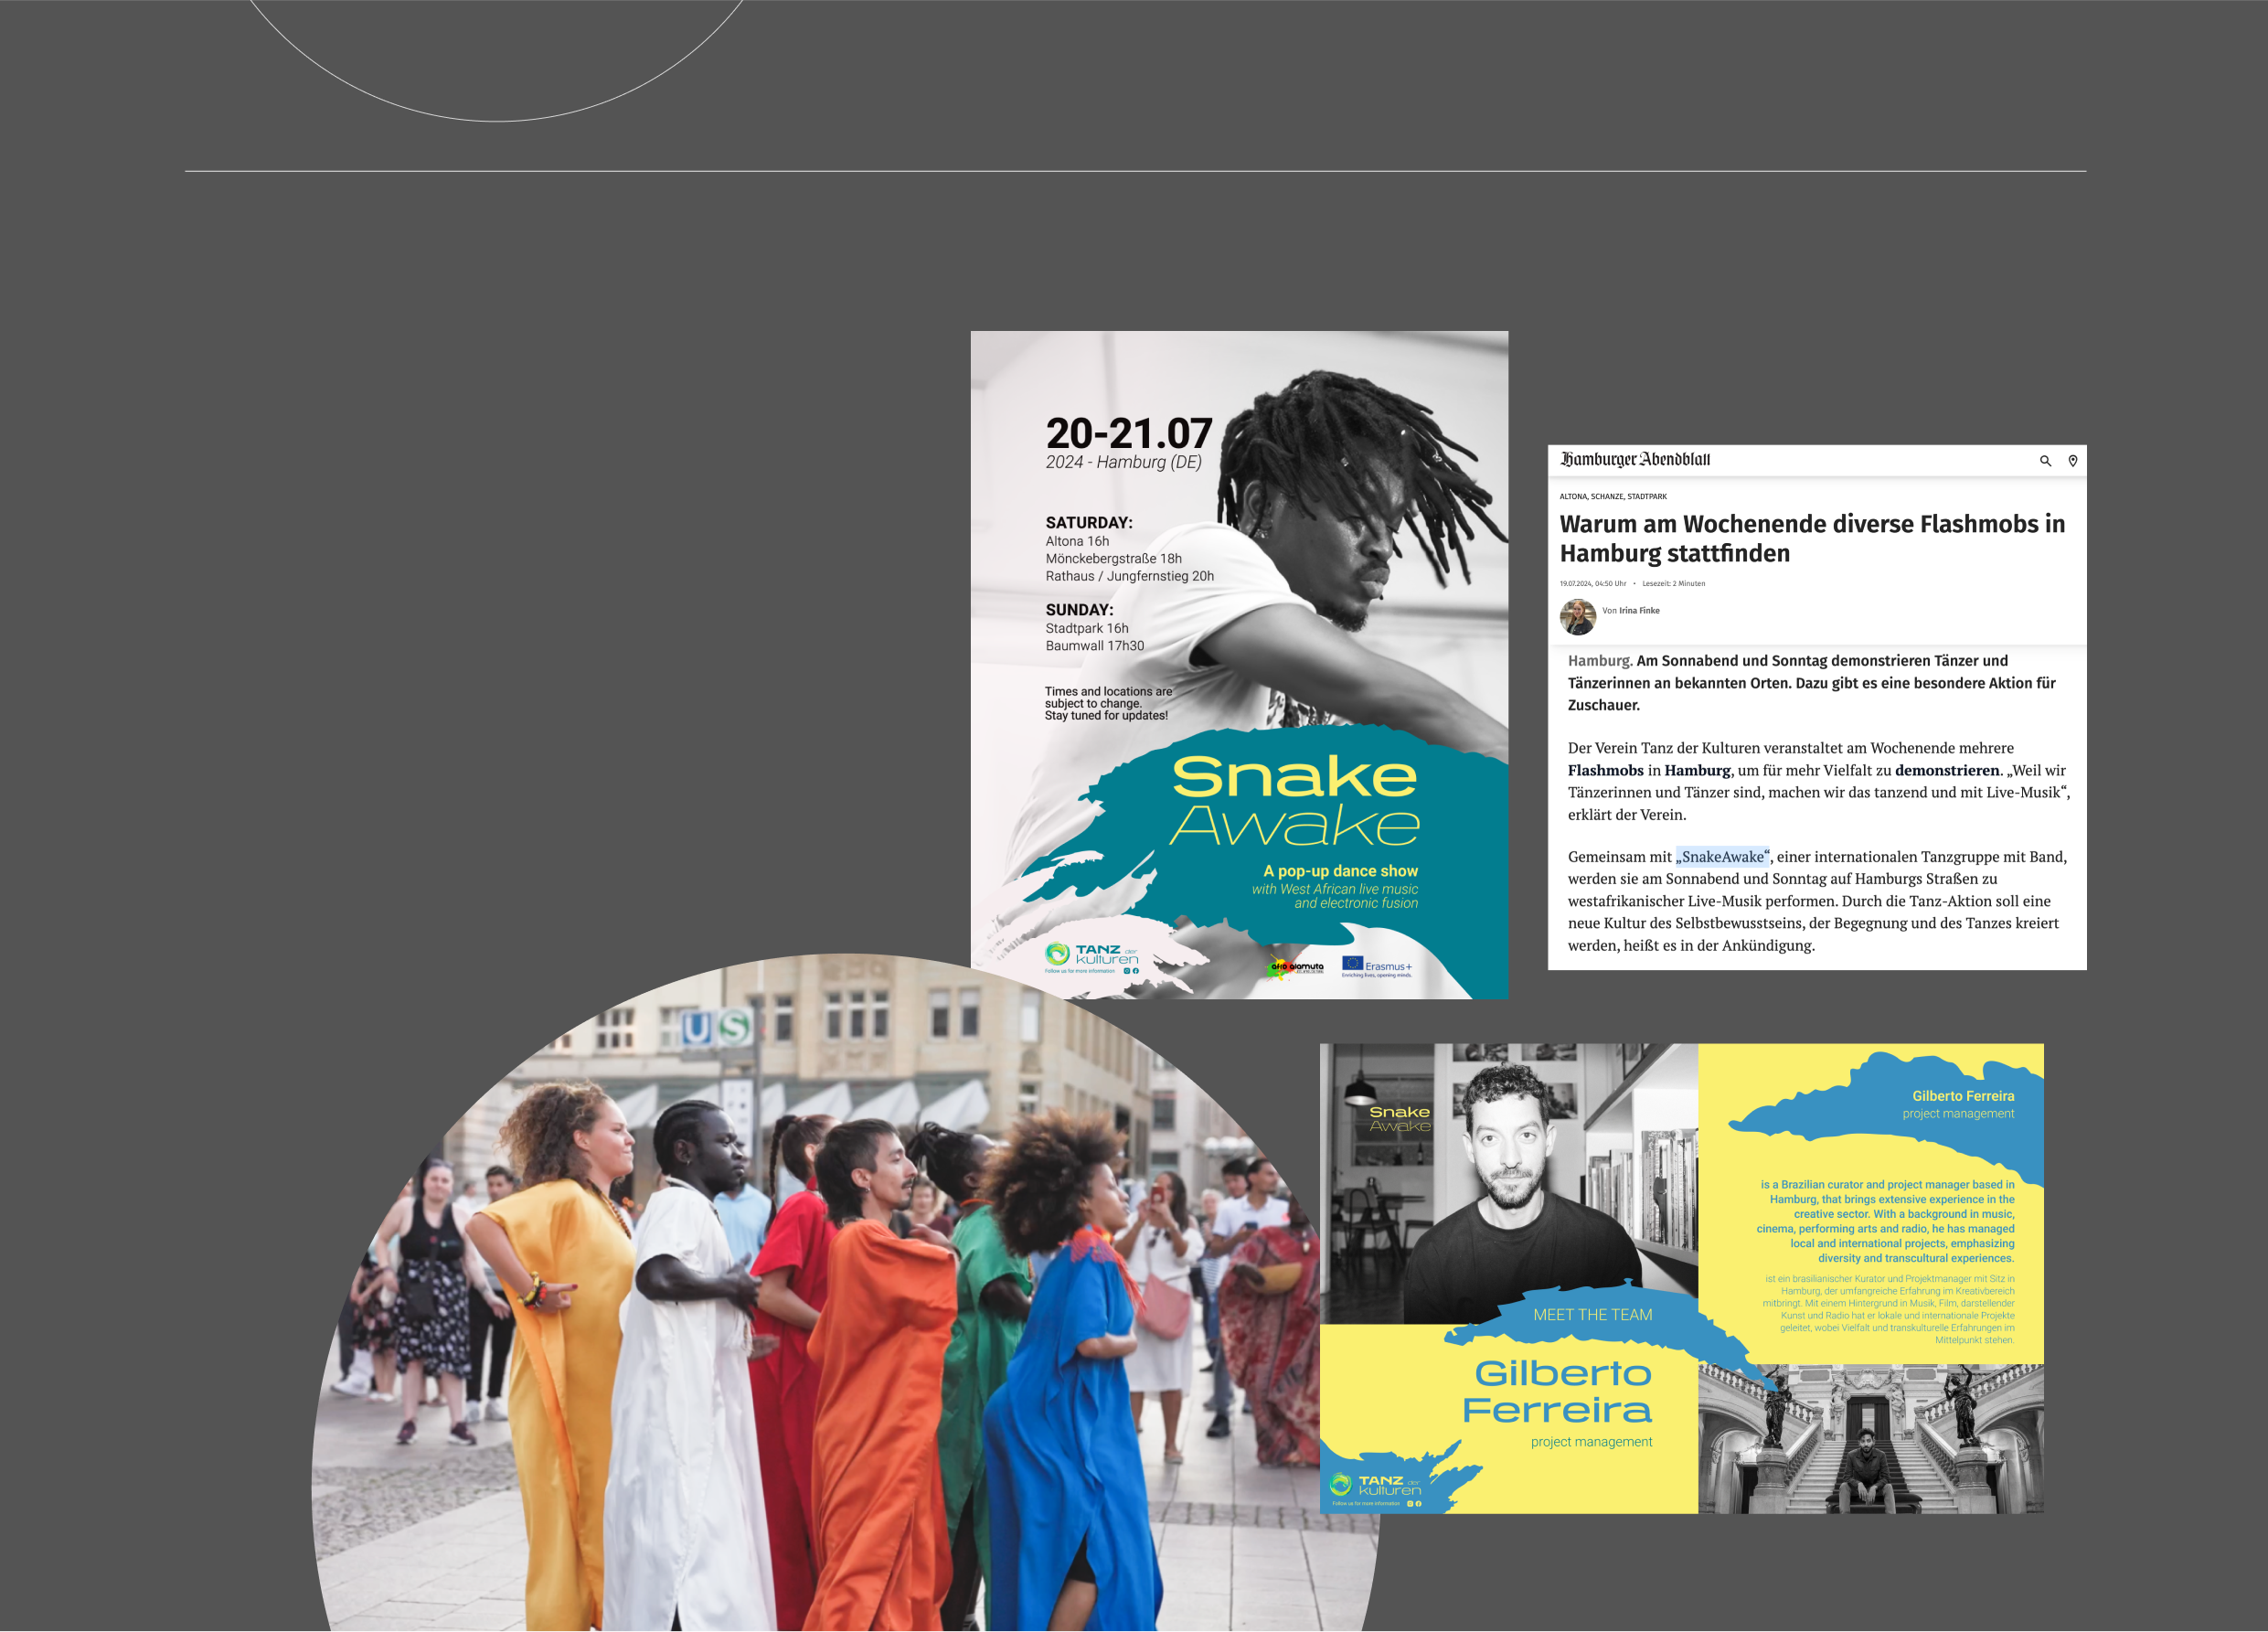 20-21.07
2024 - Hamburg (DE)
SATURDAY:
Altona 16h
Mönckebergstraße 18h
Rathaus / Jungfernstieg 20h
SUNDAY:
Stadtpark 16h
Baumwall 17h30
Times and locations are
subject to change.
Stay tuned for updates!
Snake
Awake
A pop-up dance show
with West African live music
and electronic fusion
TANZ der
kulturen
Follow us for more information
Erasmus+
Enriching lives, opening minds.
Hamburger Abendblatt
ALTONA, SCHANZE, STADTPARK
Warum am Wochenende diverse Flashmobs in
Hamburg stattfinden
19.07.2024, 04:50 Uhr • Lesezeit: 2 Minuten
Von Irina Finke
Hamburg. Am Sonnabend und Sonntag demonstrieren Tänzer und
Tänzerinnen an bekannten Orten. Dazu gibt es eine besondere Aktion für
Zuschauer.
Der Verein Tanz der Kulturen veranstaltet am Wochenende mehrere
Flashmobs in Hamburg, um für mehr Vielfalt zu demonstrieren. „Weil wir
Tänzerinnen und Tänzer sind, machen wir das tanzend und mit Live-Musik“,
erklärt der Verein.
Gemeinsam mit „SnakeAwake“, einer internationalen Tanzgruppe mit Band,
werden sie am Sonnabend und Sonntag auf Hamburgs Straßen zu
westafrikanischer Live-Musik performen. Durch die Tanz-Aktion soll eine
neue Kultur des Selbstbewusstseins, der Begegnung und des Tanzes kreiert
werden, heißt es in der Ankündigung.
U S
Snake
Awake
MEET THE TEAM
Gilberto
Ferreira
project management
TANZ der
kulturen
Follow us for more information
Gilberto Ferreira
project management
is a Brazilian curator and project manager based in
Hamburg, that brings extensive experience in the
creative sector. With a background in music,
cinema, performing arts and radio, he has managed
local and international projects, emphasizing
diversity and transcultural experiences.
ist ein brasilianischer Kurator und Projektmanager mit Sitz in
Hamburg, der umfangreiche Erfahrung im Kreativbereich
mitbringt. Mit einem Hintergrund in Musik, Film, darstellender
Kunst und Radio hat er lokale und internationale Projekte
geleitet, wobei Vielfalt und transkulturelle Erfahrungen im
Mittelpunkt stehen.